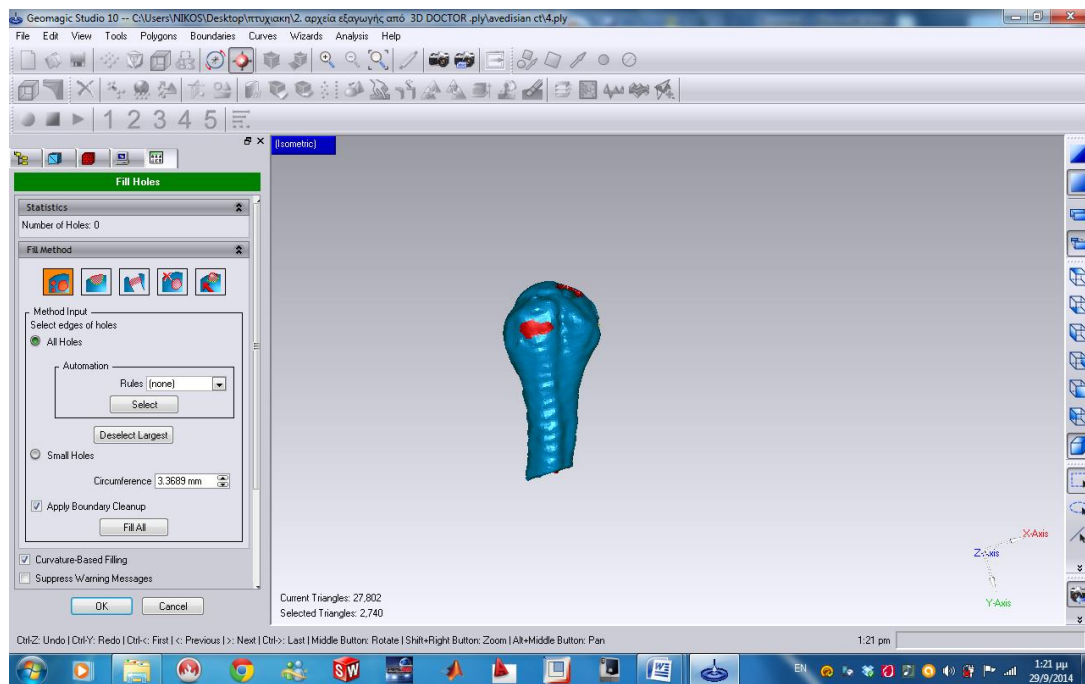 Geomagic Studio 10 -- C:\Users\NIKOS\Desktop\πτυχιακη\2. αρχεία εξαγωγής από 3D DOCTOR .ply\avedisian ct\4.ply
File Edit View Tools Polygons Boundaries Curves Wizards Analysis Help
1 2 3 4 5
(Isometric)
Fill Holes
Statistics
Number of Holes: 0
Fill Method
Method Input
Select edges of holes
All Holes
Automation
Rules (none)
Select
Deselect Largest
Small Holes
Circumference 3.3689 mm
Apply Boundary Cleanup
Fill All
Curvature-Based Filling
Suppress Warning Messages
OK Cancel
Current Triangles: 27,802
Selected Triangles: 2,740
X-Axis
Z-Axis
Y-Axis
Ctrl-Z: Undo | Ctrl-Y: Redo | Ctrl-<: First | <: Previous | >: Next | Ctrl->: Last | Middle Button: Rotate | Shift+Right Button: Zoom | Alt+Middle Button: Pan
1:21 pm
SW
EN
1:21 μμ
29/9/2014